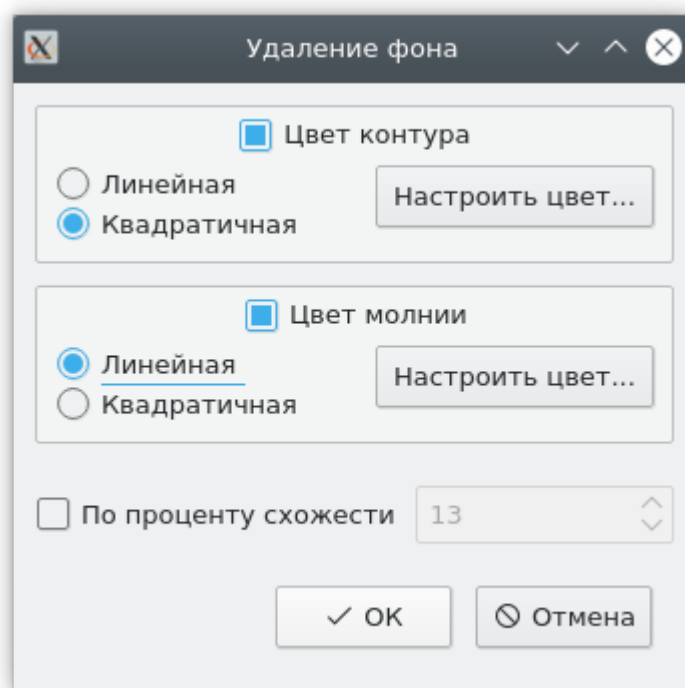 Удаление фона
Цвет контура
Линейная
Квадратичная
Настроить цвет...
Цвет молнии
Линейная
Квадратичная
Настроить цвет...
По проценту схожести 13
ОК Отмена